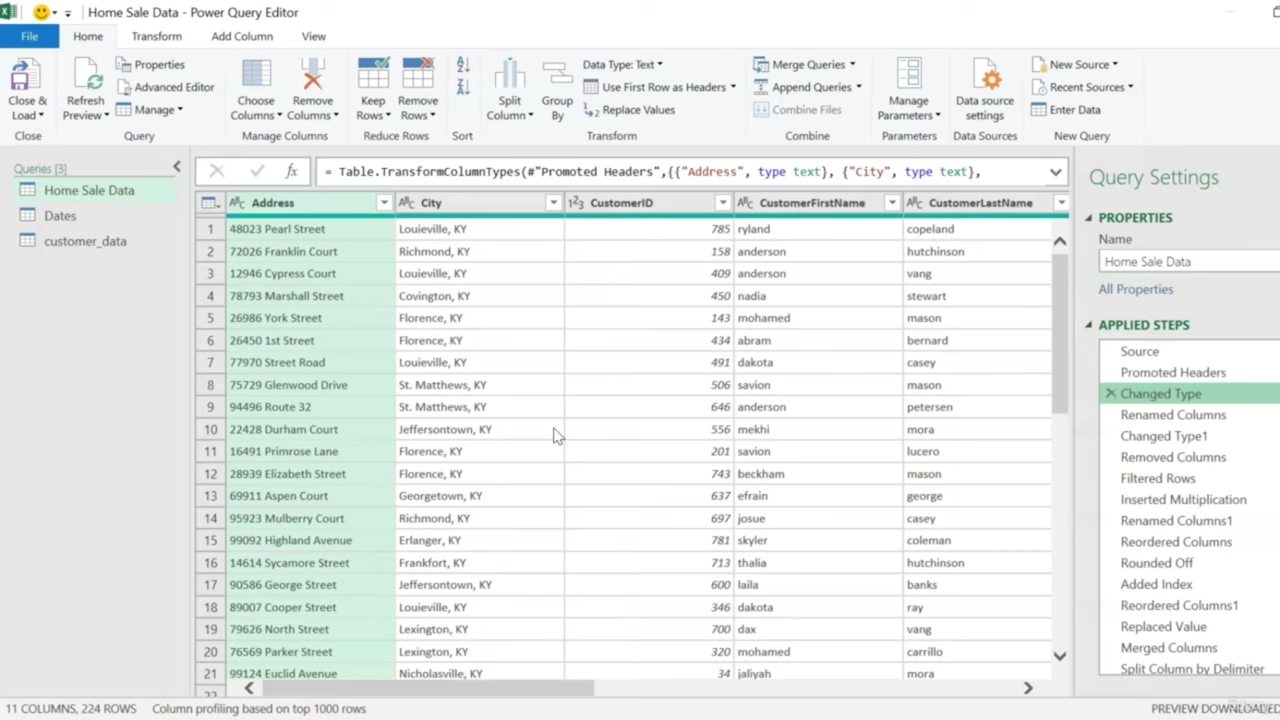 Home Sale Data - Power Query Editor
File Home Transform Add Column View
Close & Load
Close
Refresh Preview
Properties
Advanced Editor
Manage
Query
Choose Columns
Remove Columns
Manage Columns
Keep Rows
Remove Rows
Reduce Rows
Sort
Split Column
Group By
Data Type: Text
Use First Row as Headers
Replace Values
Transform
Merge Queries
Append Queries
Combine Files
Combine
Manage Parameters
Parameters
Data source settings
Data Sources
New Source
Recent Sources
Enter Data
New Query
Queries [3]
Home Sale Data
Dates
customer_data
fx = Table.TransformColumnTypes(#"Promoted Headers",{{"Address", type text}, {"City", type text},
Address City CustomerID CustomerFirstName CustomerLastName
1 48023 Pearl Street Louieville, KY 785 ryland copeland
2 72026 Franklin Court Richmond, KY 158 anderson hutchinson
3 12946 Cypress Court Louieville, KY 409 anderson vang
4 78793 Marshall Street Covington, KY 450 nadia stewart
5 26986 York Street Florence, KY 143 mohamed mason
6 26450 1st Street Florence, KY 434 abram bernard
7 77970 Street Road Louieville, KY 491 dakota casey
8 75729 Glenwood Drive St. Matthews, KY 506 savion mason
9 94496 Route 32 St. Matthews, KY 646 anderson petersen
10 22428 Durham Court Jeffersontown, KY 556 mekhi mora
11 16491 Primrose Lane Florence, KY 201 savion lucero
12 28939 Elizabeth Street Florence, KY 743 beckham mason
13 69911 Aspen Court Georgetown, KY 637 efrain george
14 95923 Mulberry Court Richmond, KY 697 josue casey
15 99092 Highland Avenue Erlanger, KY 781 skyler coleman
16 14614 Sycamore Street Frankfort, KY 713 thalia hutchinson
17 90586 George Street Jeffersontown, KY 600 laila banks
18 89007 Cooper Street Louieville, KY 346 dakota ray
19 79626 North Street Lexington, KY 700 dax vang
20 76569 Parker Street Lexington, KY 320 mohamed carrillo
21 99124 Euclid Avenue Nicholasville, KY 34 jaliyah mora
22
Query Settings
PROPERTIES
Name
Home Sale Data
All Properties
APPLIED STEPS
Source
Promoted Headers
Changed Type
Renamed Columns
Changed Type1
Removed Columns
Filtered Rows
Inserted Multiplication
Renamed Columns1
Reordered Columns
Rounded Off
Added Index
Reordered Columns1
Replaced Value
Merged Columns
Split Column by Delimiter
11 COLUMNS, 224 ROWS Column profiling based on top 1000 rows
PREVIEW DOWNLOADED